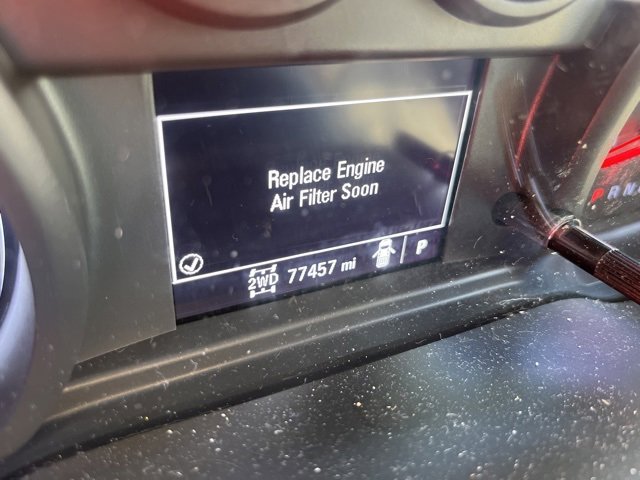 Replace Engine
Air Filter Soon
2WD 77457 mi P
P R N